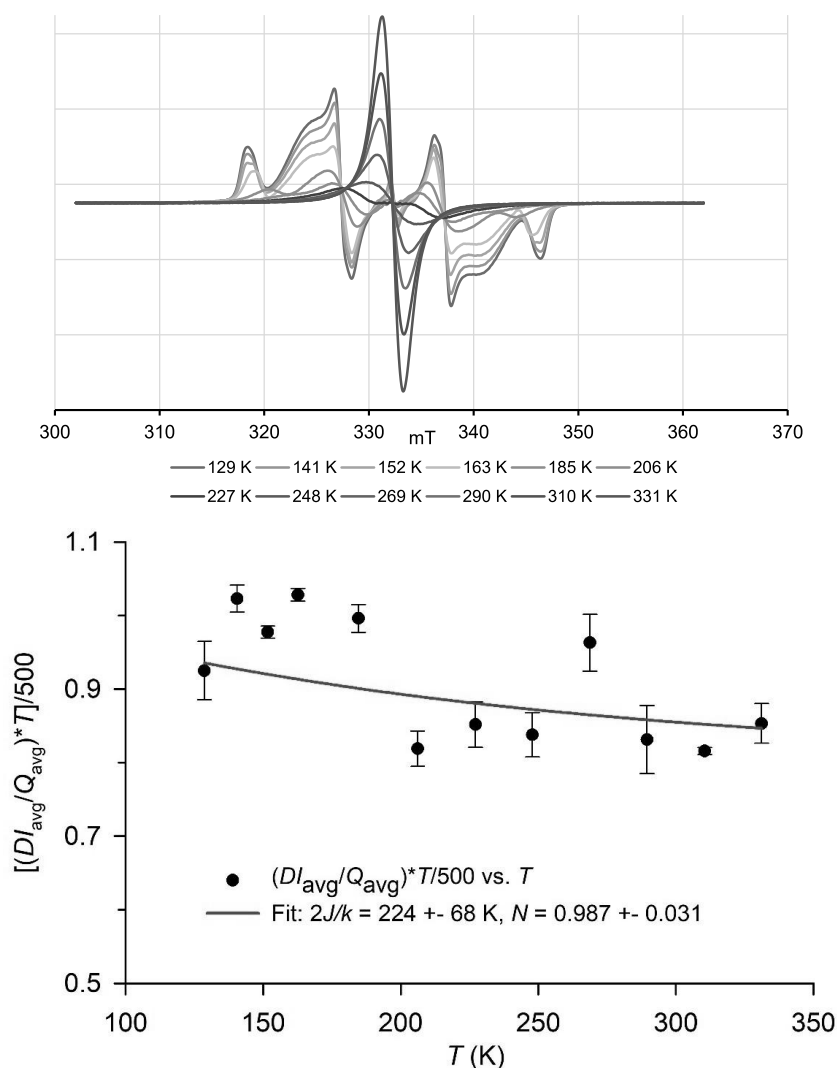 300 310 320 330 340 350 360 370
mT
129 K 141 K 152 K 163 K 185 K 206 K
227 K 248 K 269 K 290 K 310 K 331 K
1.1
0.9
0.7
0.5
[(DIavg/Qavg)*T]/500
(DIavg/Qavg)*T/500 vs. T
Fit: 2J/k = 224 +- 68 K, N = 0.987 +- 0.031
100 150 200 250 300 350
T (K)